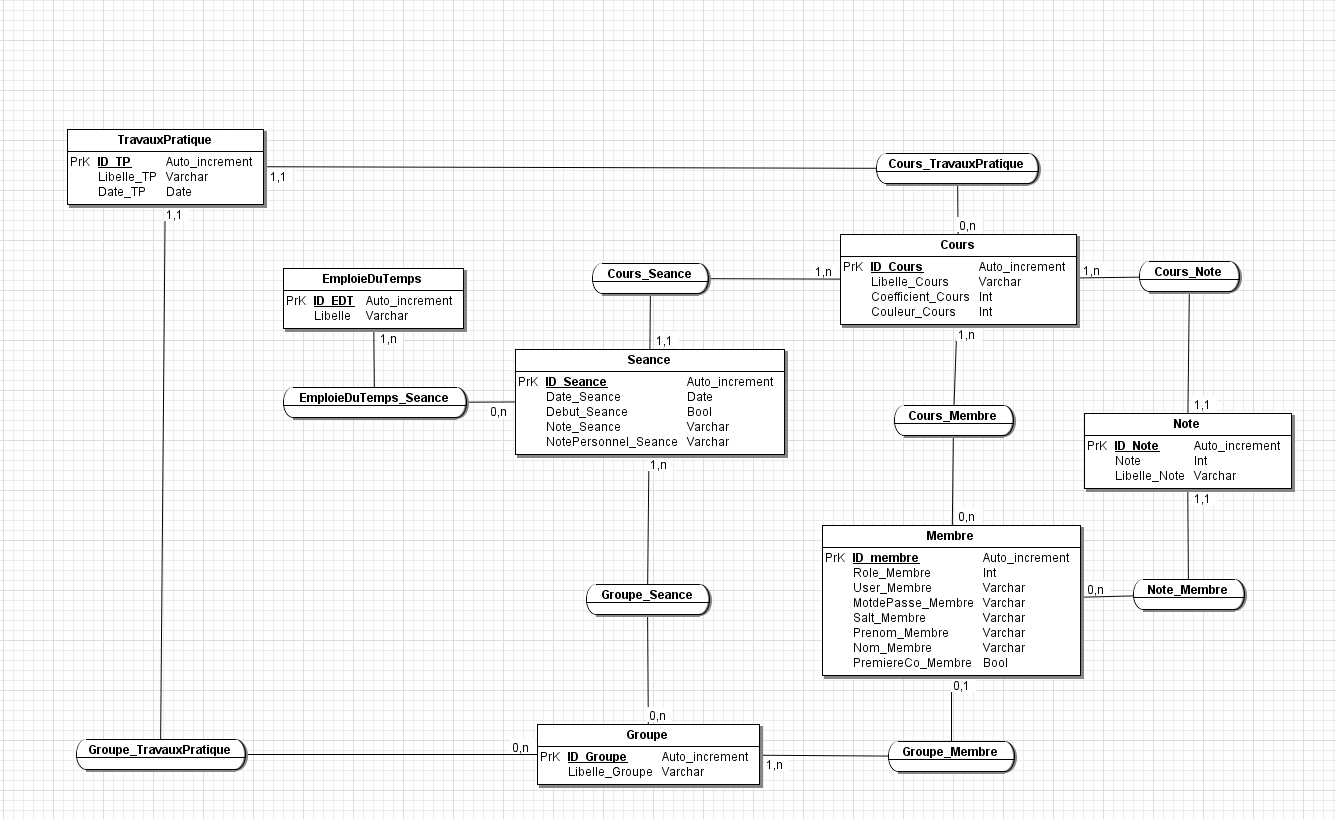 TravauxPratique
PrK ID_TP Auto_increment
Libelle_TP Varchar
Date_TP Date
1,1
1,1
Cours_TravauxPratique
0,n
Cours
PrK ID_Cours Auto_increment
Libelle_Cours Varchar
Coefficient_Cours Int
Couleur_Cours Int
1,n
1,n
1,n
Cours_Seance
1,1
Cours_Note
1,1
EmploieDuTemps
PrK ID_EDT Auto_increment
Libelle Varchar
1,n
EmploieDuTemps_Seance
0,n
Seance
PrK ID_Seance Auto_increment
Date_Seance Date
Debut_Seance Bool
Note_Seance Varchar
NotePersonnel_Seance Varchar
1,n
Cours_Membre
0,n
Note
PrK ID_Note Auto_increment
Note Int
Libelle_Note Varchar
1,1
Membre
PrK ID_membre Auto_increment
Role_Membre Int
User_Membre Varchar
MotdePasse_Membre Varchar
Salt_Membre Varchar
Prenom_Membre Varchar
Nom_Membre Varchar
PremiereCo_Membre Bool
0,n
Note_Membre
0,1
Groupe_Seance
0,n
Groupe
PrK ID_Groupe Auto_increment
Libelle_Groupe Varchar
0,n
1,n
Groupe_TravauxPratique
Groupe_Membre